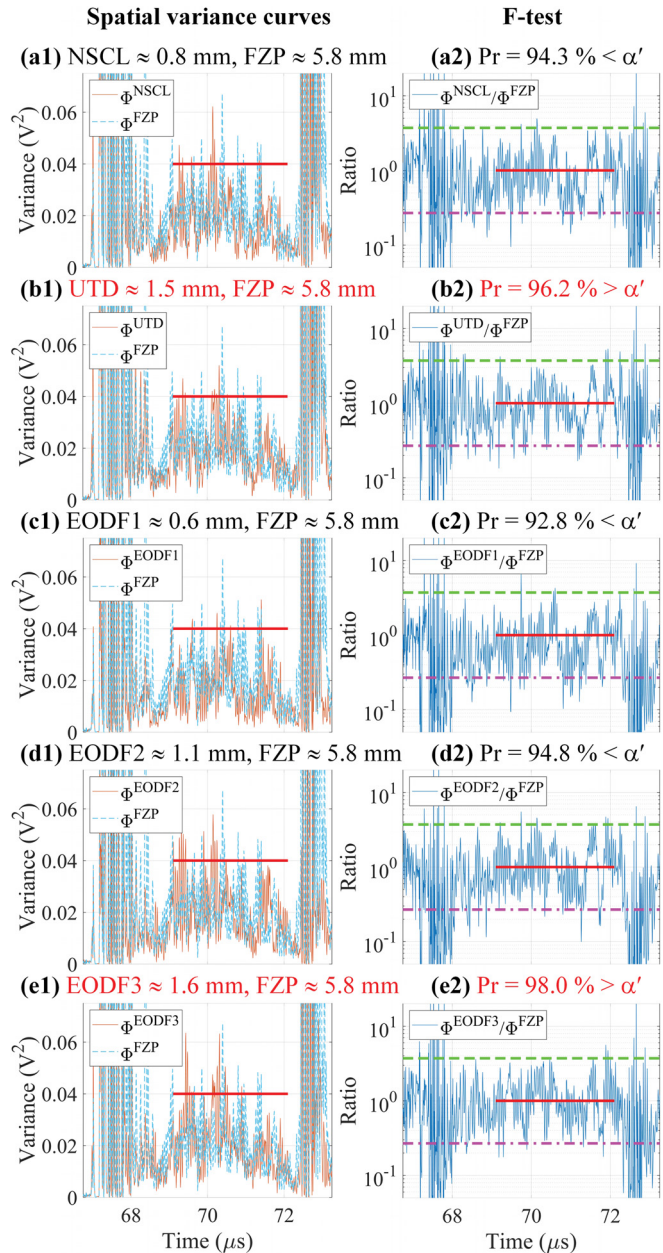 Spatial variance curves F-test
(a1) NSCL ≈ 0.8 mm, FZP ≈ 5.8 mm (a2) Pr = 94.3 % < α′
Φ^NSCL
Φ^FZP
Variance (V²)
0.06
0.04
0.02
0
Φ^NSCL/Φ^FZP
Ratio
10¹
10⁰
10⁻¹
(b1) UTD ≈ 1.5 mm, FZP ≈ 5.8 mm (b2) Pr = 96.2 % > α′
Φ^UTD
Φ^FZP
Variance (V²)
0.06
0.04
0.02
0
Φ^UTD/Φ^FZP
Ratio
10¹
10⁰
10⁻¹
(c1) EODF1 ≈ 0.6 mm, FZP ≈ 5.8 mm (c2) Pr = 92.8 % < α′
Φ^EODF1
Φ^FZP
Variance (V²)
0.06
0.04
0.02
0
Φ^EODF1/Φ^FZP
Ratio
10¹
10⁰
10⁻¹
(d1) EODF2 ≈ 1.1 mm, FZP ≈ 5.8 mm (d2) Pr = 94.8 % < α′
Φ^EODF2
Φ^FZP
Variance (V²)
0.06
0.04
0.02
0
Φ^EODF2/Φ^FZP
Ratio
10¹
10⁰
10⁻¹
(e1) EODF3 ≈ 1.6 mm, FZP ≈ 5.8 mm (e2) Pr = 98.0 % > α′
Φ^EODF3
Φ^FZP
Variance (V²)
0.06
0.04
0.02
0
68 70 72
Time (μs)
Φ^EODF3/Φ^FZP
Ratio
10¹
10⁰
10⁻¹
68 70 72
Time (μs)